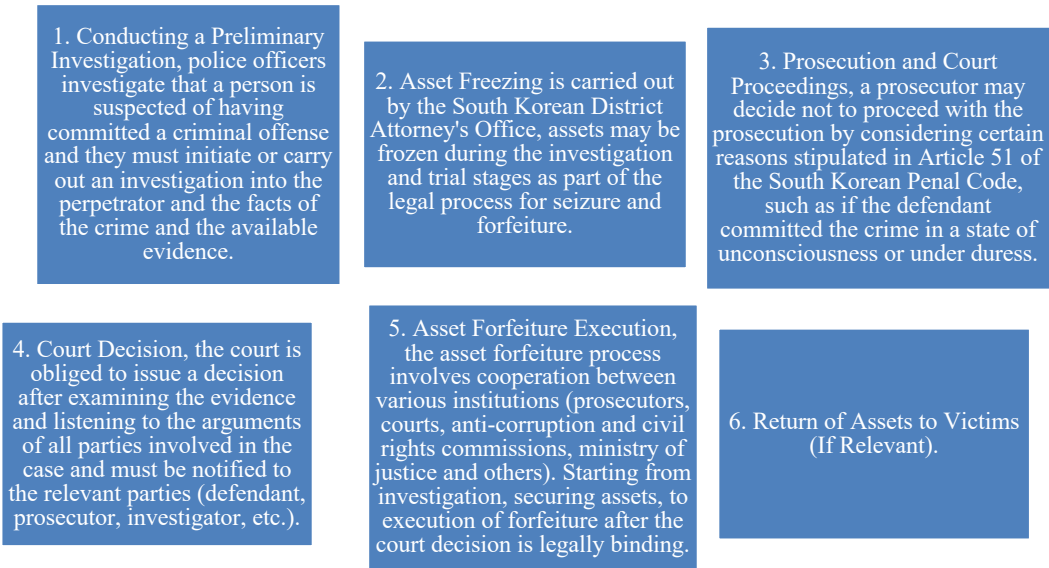 1. Conducting a Preliminary
Investigation, police officers
investigate that a person is
suspected of having
committed a criminal offense
and they must initiate or carry
out an investigation into the
perpetrator and the facts of
the crime and the available
evidence.
2. Asset Freezing is carried out
by the South Korean District
Attorney's Office, assets may be
frozen during the investigation
and trial stages as part of the
legal process for seizure and
forfeiture.
3. Prosecution and Court
Proceedings, a prosecutor may
decide not to proceed with the
prosecution by considering certain
reasons stipulated in Article 51 of
the South Korean Penal Code,
such as if the defendant
committed the crime in a state of
unconsciousness or under duress.
4. Court Decision, the court is
obliged to issue a decision
after examining the evidence
and listening to the arguments
of all parties involved in the
case and must be notified to
the relevant parties (defendant,
prosecutor, investigator, etc.).
5. Asset Forfeiture Execution,
the asset forfeiture process
involves cooperation between
various institutions (prosecutors,
courts, anti-corruption and civil
rights commissions, ministry of
justice and others). Starting from
investigation, securing assets, to
execution of forfeiture after the
court decision is legally binding.
6. Return of Assets to Victims
(If Relevant).